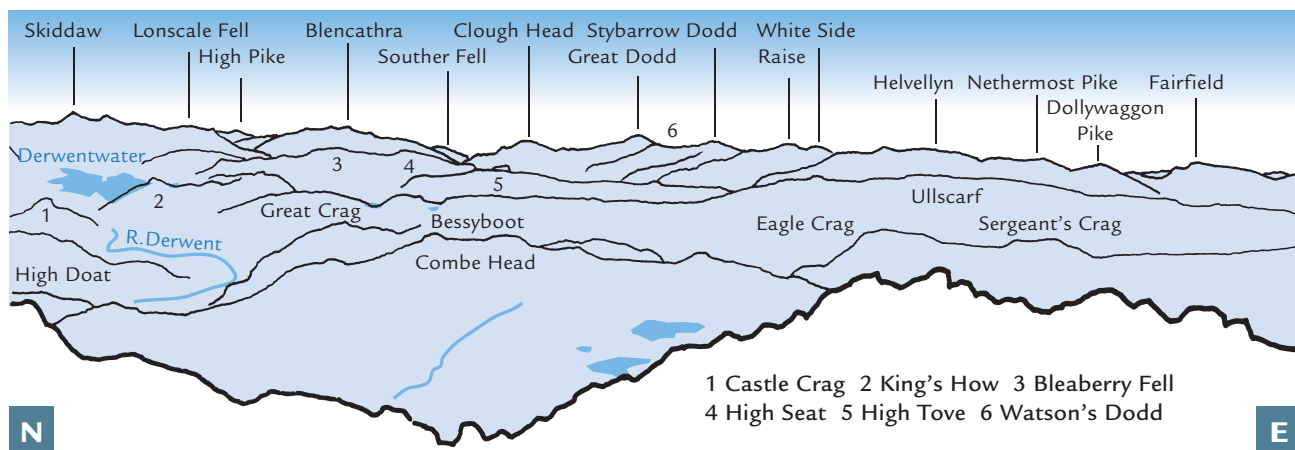 Skiddaw
Lonscale Fell
Blencathra
Clough Head
Stybarrow Dodd
White Side
High Pike
Souther Fell
Great Dodd
Raise
Helvellyn
Nethermost Pike
Fairfield
Dollywaggon
Pike
6
Derwentwater
3
4
5
2
1
Great Crag
Ullscarf
Bessyboot
Eagle Crag
Sergeant's Crag
R.Derwent
Combe Head
High Doat
1 Castle Crag 2 King's How 3 Bleaberry Fell
4 High Seat 5 High Tove 6 Watson's Dodd
N
E